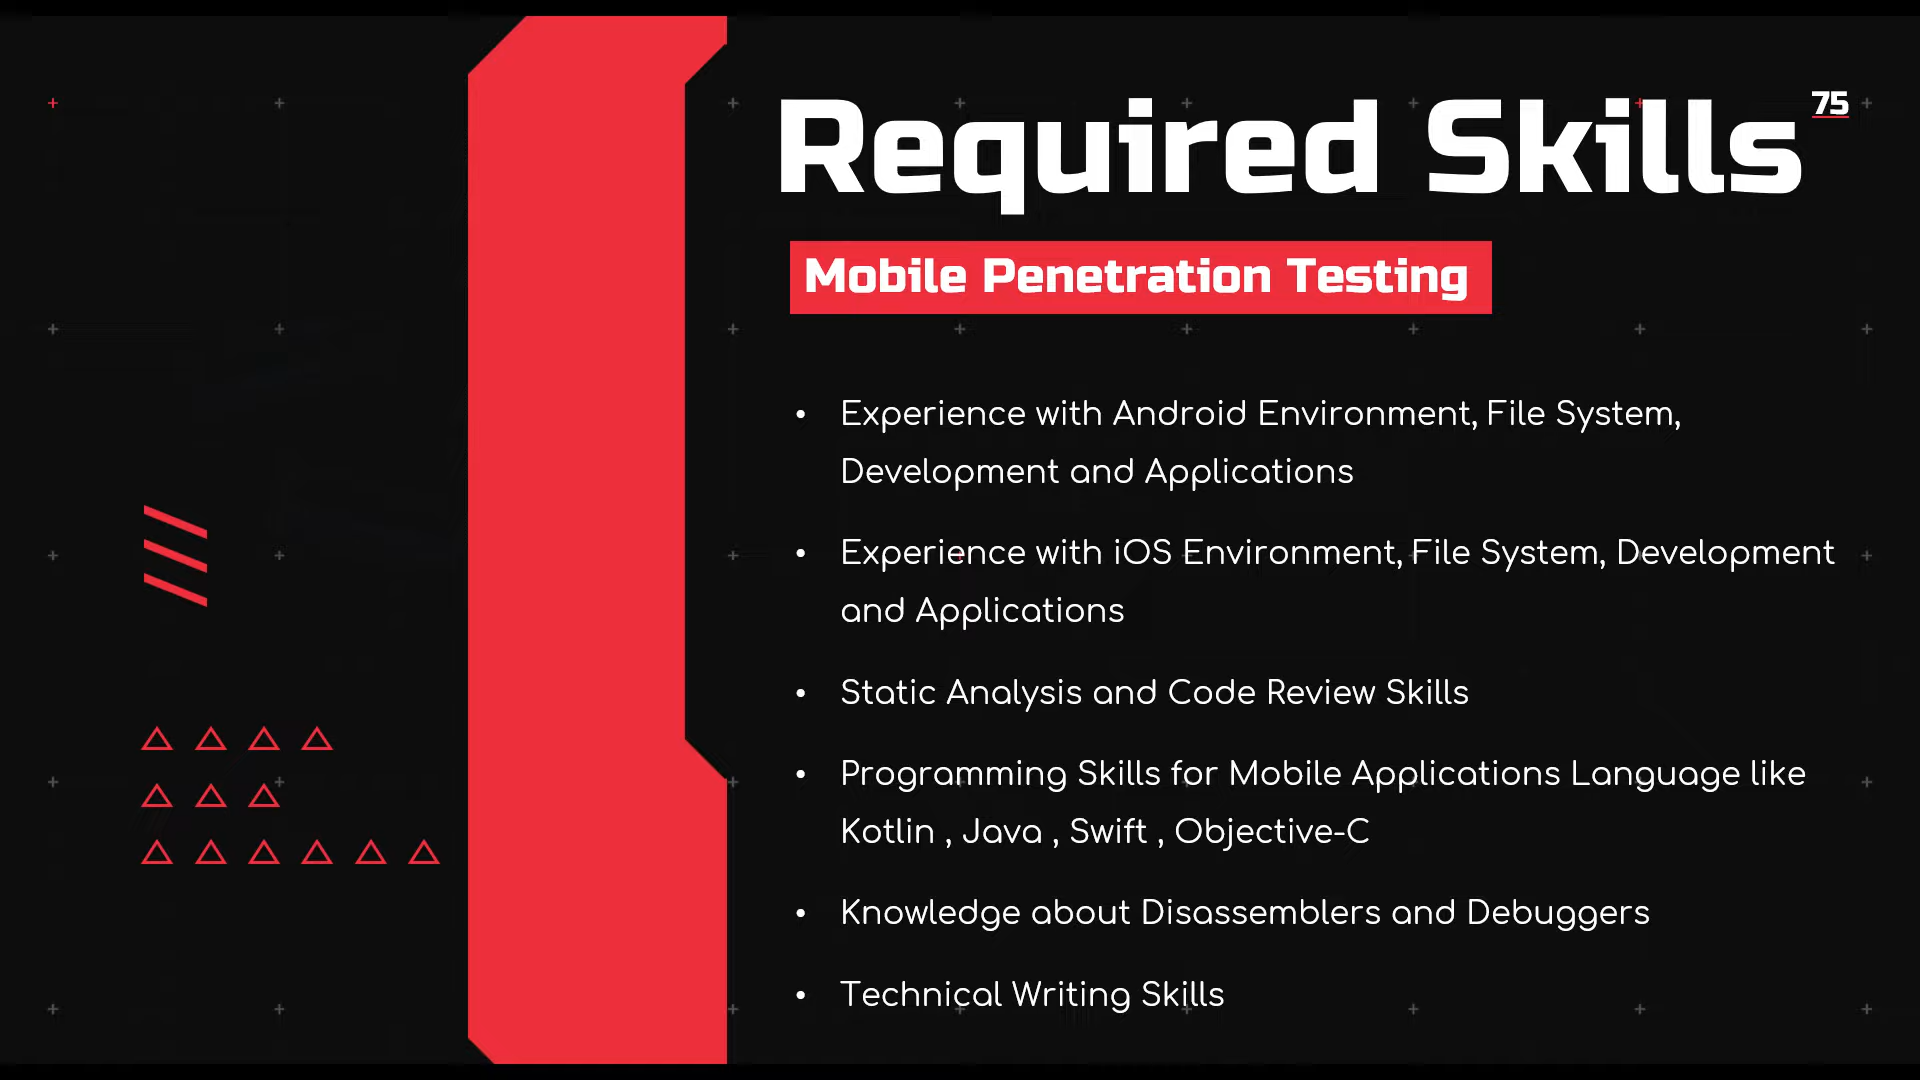 Required Skills
75
Mobile Penetration Testing
• Experience with Android Environment, File System,
Development and Applications
• Experience with iOS Environment, File System, Development
and Applications
• Static Analysis and Code Review Skills
• Programming Skills for Mobile Applications Language like
Kotlin , Java , Swift , Objective-C
• Knowledge about Disassemblers and Debuggers
• Technical Writing Skills